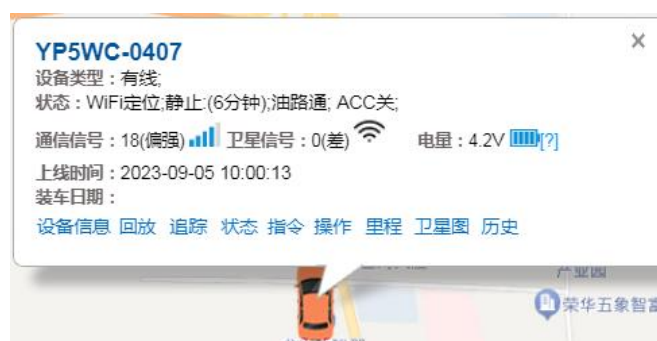 YP5WC-0407
设备类型：有线;
状态：WiFi定位;静止:(6分钟);油路通; ACC关;
通信信号：18(偏强) 卫星信号：0(差) 电量：4.2V [?]
上线时间：2023-09-05 10:00:13
装车日期：
设备信息 回放 追踪 状态 指令 操作 里程 卫星图 历史
产业园
荣华五象智富